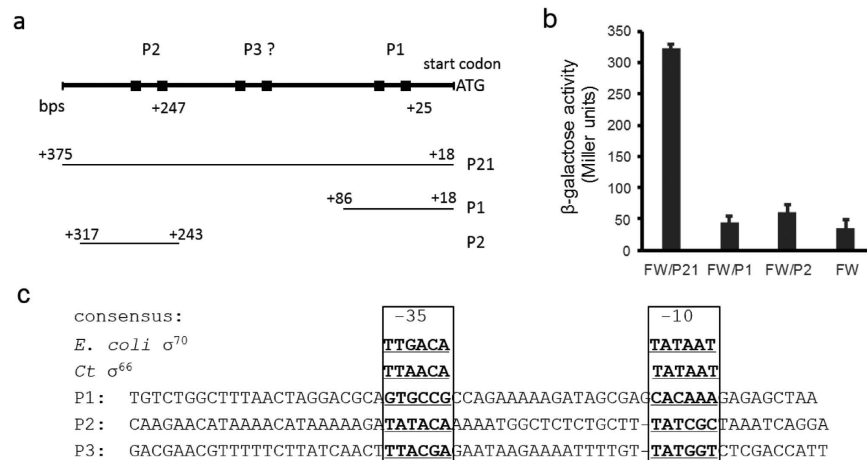 a
P2 P3 ? P1
start codon
ATG
bps +247 +25
+375 +18 P21
+86 +18 P1
+317 +243 P2
b
β-galactose activity
(Miller units)
350
300
250
200
150
100
50
0
FW/P21 FW/P1 FW/P2 FW
c
consensus: -35 -10
E. coli σ70 TTGACA TATAAT
Ct σ66 TTAACA TATAAT
P1: TGTCTGGCTTTAACTAGGACGCAGTGCCGCCAGAAAAAGATAGCGAGCACAAAGAGAGCTAA
P2: CAAGAACATAAAACATAAAAGATATACAAAAATGGCTCTCTGCTT-TATCGCTAAATCAGGA
P3: GACGAACGTTTTTCTTATCAACTTTACGAGAATAAGAAAATTTTGT-TATGGTCTCGACCATT